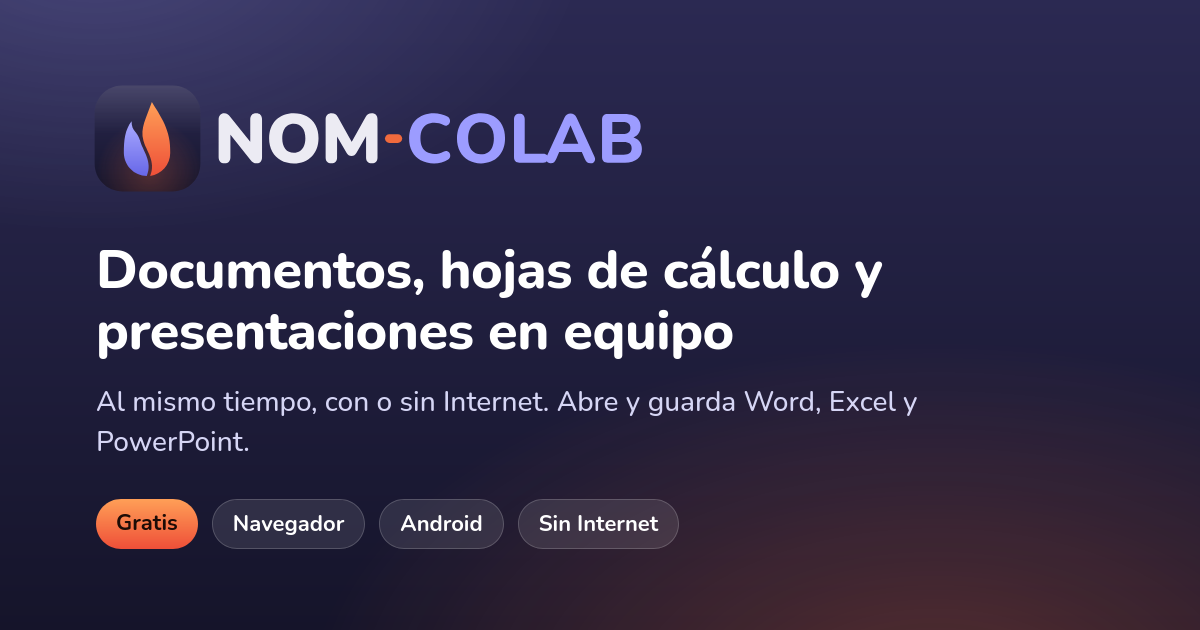 NOM-COLAB
Documentos, hojas de cálculo y
presentaciones en equipo
Al mismo tiempo, con o sin Internet. Abre y guarda Word, Excel y
PowerPoint.
Gratis
Navegador
Android
Sin Internet